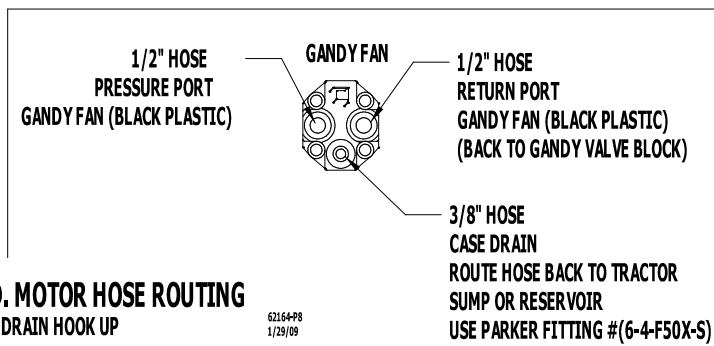 1/2" HOSE
PRESSURE PORT
GANDY FAN (BLACK PLASTIC)
GANDY FAN
1/2" HOSE
RETURN PORT
GANDY FAN (BLACK PLASTIC)
(BACK TO GANDY VALVE BLOCK)
3/8" HOSE
CASE DRAIN
ROUTE HOSE BACK TO TRACTOR
SUMP OR RESERVOIR
USE PARKER FITTING #(6-4-F50X-S)
. MOTOR HOSE ROUTING
DRAIN HOOK UP
62164-P8
1/29/09